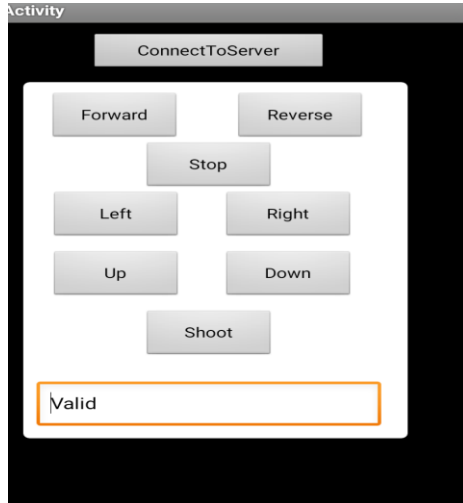 Activity
ConnectToServer
Forward Reverse
Stop
Left Right
Up Down
Shoot
Valid